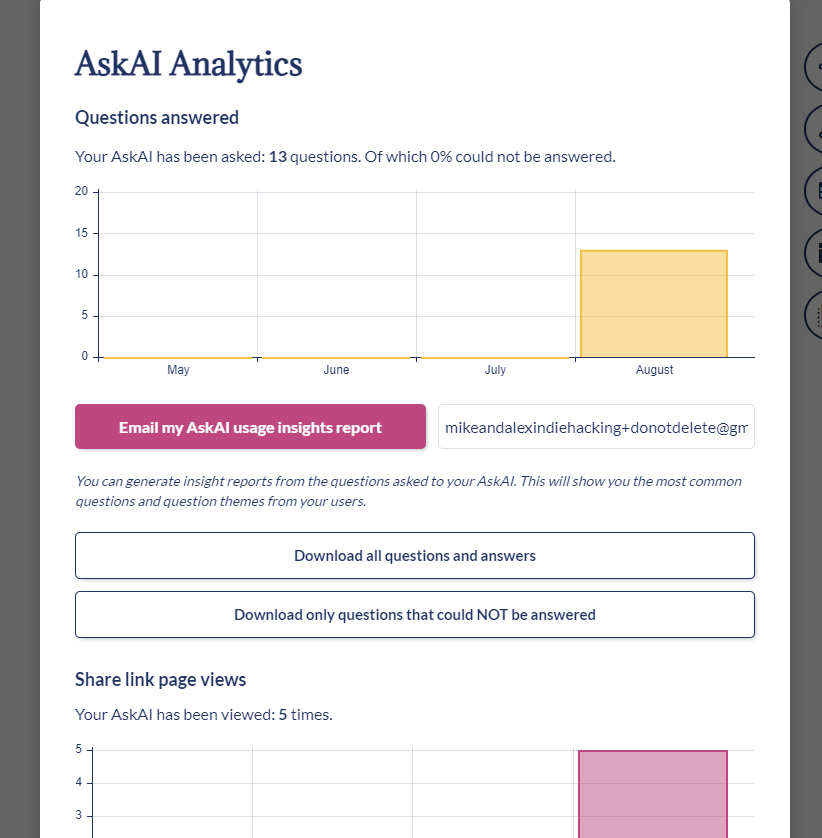 AskAI Analytics
Questions answered
Your AskAI has been asked: 13 questions. Of which 0% could not be answered.
20
15
10
5
0
May June July August
Email my AskAI usage insights report
mikeandalexindiehacking+donotdelete@gm
You can generate insight reports from the questions asked to your AskAI. This will show you the most common
questions and question themes from your users.
Download all questions and answers
Download only questions that could NOT be answered
Share link page views
Your AskAI has been viewed: 5 times.
5
4
3